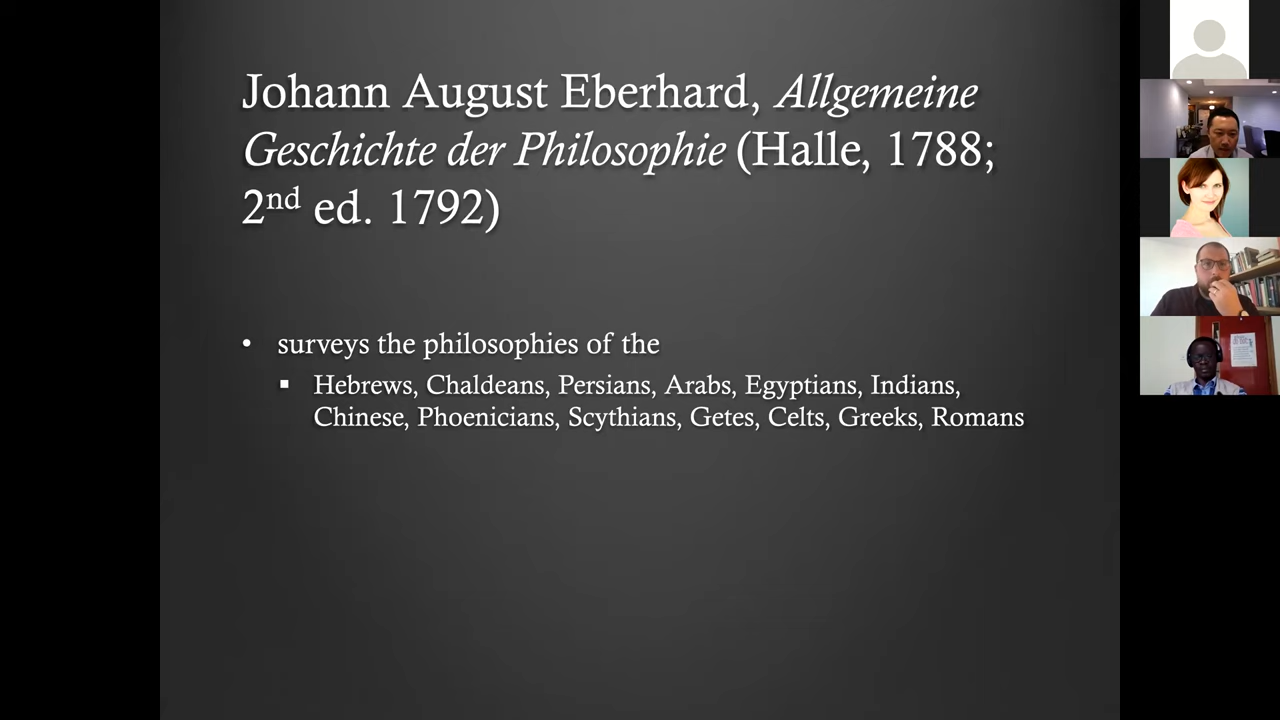 Johann August Eberhard, Allgemeine
Geschichte der Philosophie (Halle, 1788;
2nd ed. 1792)
• surveys the philosophies of the
▪ Hebrews, Chaldeans, Persians, Arabs, Egyptians, Indians,
Chinese, Phoenicians, Scythians, Getes, Celts, Greeks, Romans